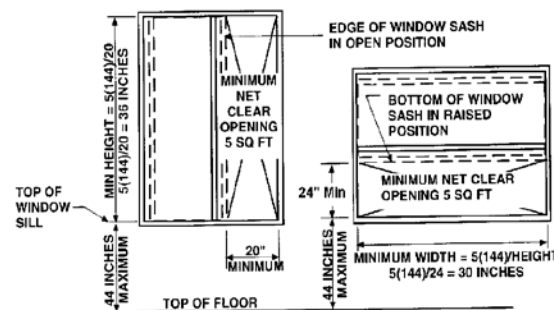 MIN HEIGHT = 5(144)/20
5(144)/20 = 36 INCHES
EDGE OF WINDOW SASH
IN OPEN POSITION
MINIMUM
NET
CLEAR
OPENING
5 SQ FT
TOP OF
WINDOW
SILL
44 INCHES
MAXIMUM
20"
MINIMUM
TOP OF FLOOR
BOTTOM OF WINDOW
SASH IN RAISED
POSITION
24" Min
MINIMUM NET CLEAR
OPENING 5 SQ FT
44 INCHES
MAXIMUM
MINIMUM WIDTH = 5(144)/HEIGHT
5(144)/24 = 30 INCHES